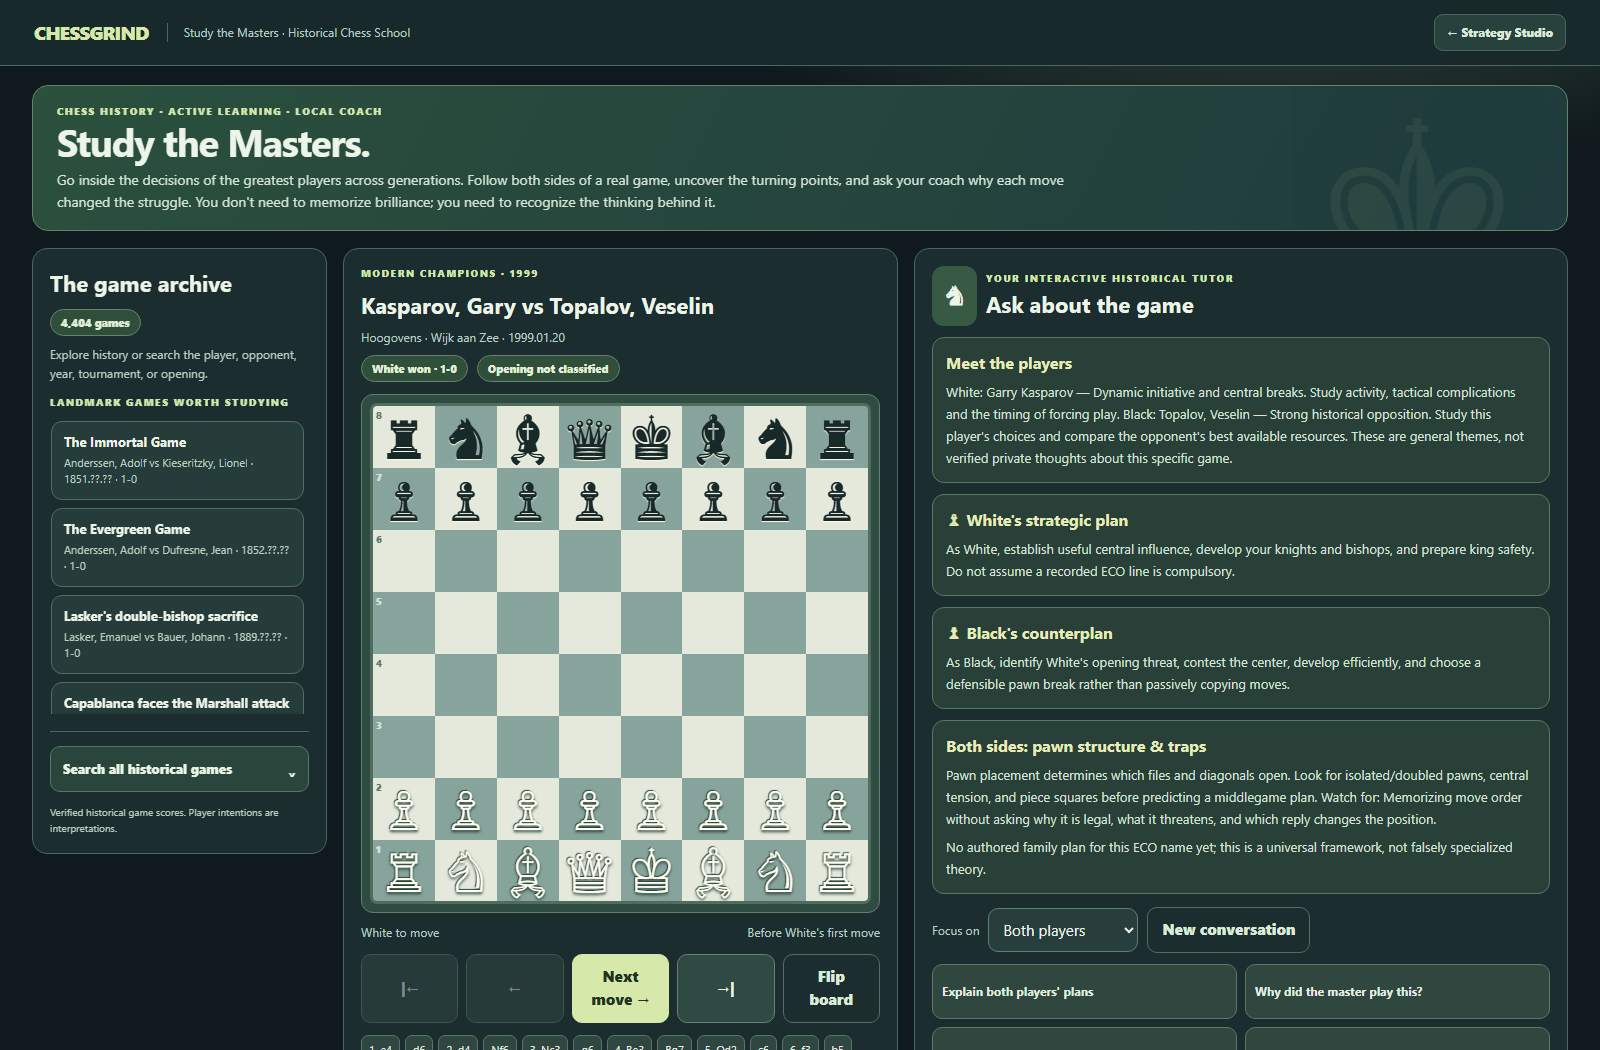 CHESSGRIND
Study the Masters · Historical Chess School
← Strategy Studio
CHESS HISTORY · ACTIVE LEARNING · LOCAL COACH
Study the Masters.
Go inside the decisions of the greatest players across generations. Follow both sides of a real game, uncover the turning points, and ask your coach why each move
changed the struggle. You don't need to memorize brilliance; you need to recognize the thinking behind it.
The game archive
4,404 games
Explore history or search the player, opponent,
year, tournament, or opening.
LANDMARK GAMES WORTH STUDYING
The Immortal Game
Anderssen, Adolf vs Kieseritzky, Lionel ·
1851.??.?? · 1-0
The Evergreen Game
Anderssen, Adolf vs Dufresne, Jean · 1852.??.??
· 1-0
Lasker's double-bishop sacrifice
Lasker, Emanuel vs Bauer, Johann · 1889.??.?? ·
1-0
Capablanca faces the Marshall attack
Search all historical games
Verified historical game scores. Player intentions are
interpretations.
MODERN CHAMPIONS · 1999
Kasparov, Gary vs Topalov, Veselin
Hoogovens · Wijk aan Zee · 1999.01.20
White won · 1-0
Opening not classified
8
7
6
5
4
3
2
1
White to move
Before White's first move
|←
←
Next
move →
→|
Flip
board
1. e4 d6 2. d4 Nf6 3. Nc3 g6 4. Be3 Bg7 5. Qd2 c6 6. f3 b5
YOUR INTERACTIVE HISTORICAL TUTOR
Ask about the game
Meet the players
White: Garry Kasparov — Dynamic initiative and central breaks. Study activity, tactical complications
and the timing of forcing play. Black: Topalov, Veselin — Strong historical opposition. Study this
player's choices and compare the opponent's best available resources. These are general themes, not
verified private thoughts about this specific game.
White's strategic plan
As White, establish useful central influence, develop your knights and bishops, and prepare king safety.
Do not assume a recorded ECO line is compulsory.
Black's counterplan
As Black, identify White's opening threat, contest the center, develop efficiently, and choose a
defensible pawn break rather than passively copying moves.
Both sides: pawn structure & traps
Pawn placement determines which files and diagonals open. Look for isolated/doubled pawns, central
tension, and piece squares before predicting a middlegame plan. Watch for: Memorizing move order
without asking why it is legal, what it threatens, and which reply changes the position.
No authored family plan for this ECO name yet; this is a universal framework, not falsely specialized
theory.
Focus on
Both players
New conversation
Explain both players' plans
Why did the master play this?